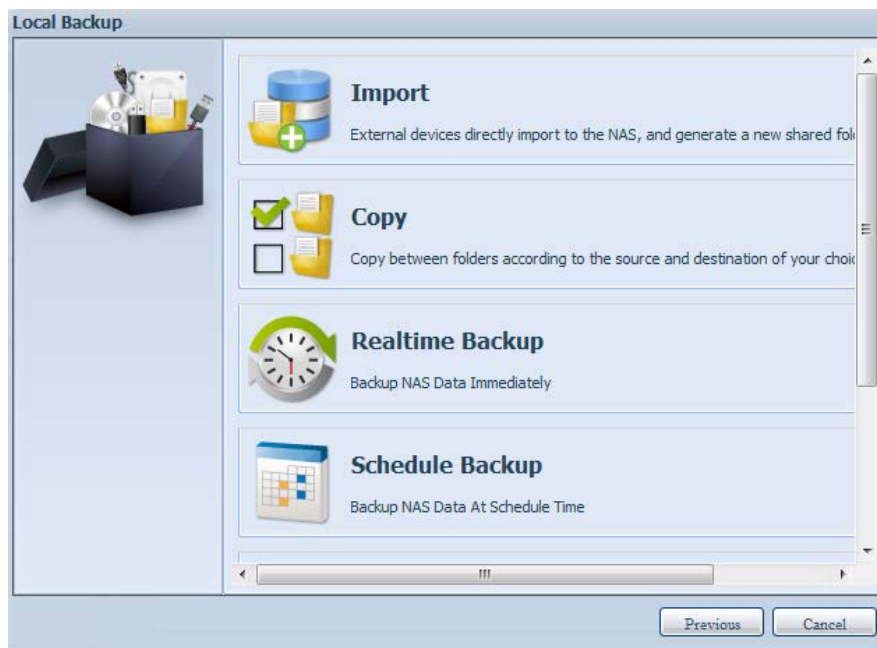 Local Backup
Import
External devices directly import to the NAS, and generate a new shared
Copy
Copy between folders according to the source and destination of your
Realtime Backup
Backup NAS Data Immediately
Schedule Backup
Backup NAS Data At Schedule Time
Previous
Cancel